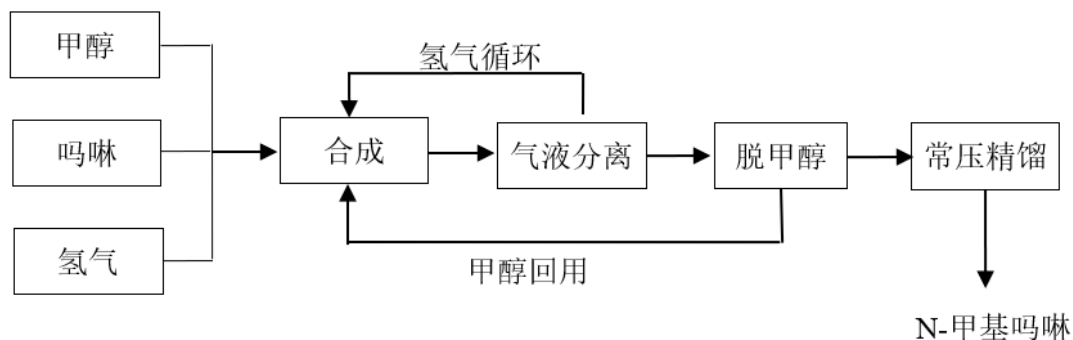 甲醇
吗啉
氢气
氢气循环
合成
气液分离
脱甲醇
常压精馏
甲醇回用
N-甲基吗啉